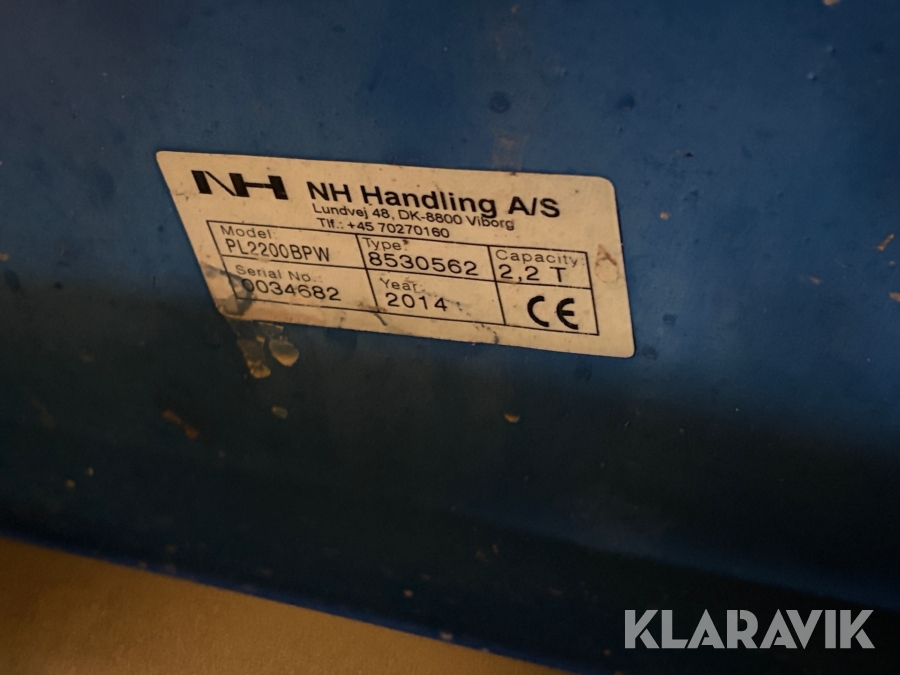 NH NH Handling A/S
Lundvej 48, DK-8800 Viborg
Tlf.: +45 70270160
Model: Type: Capacity:
PL2200BPW 8530562 2,2 T
Serial No.: Year:
0034682 2014 CE
KLARAVIK